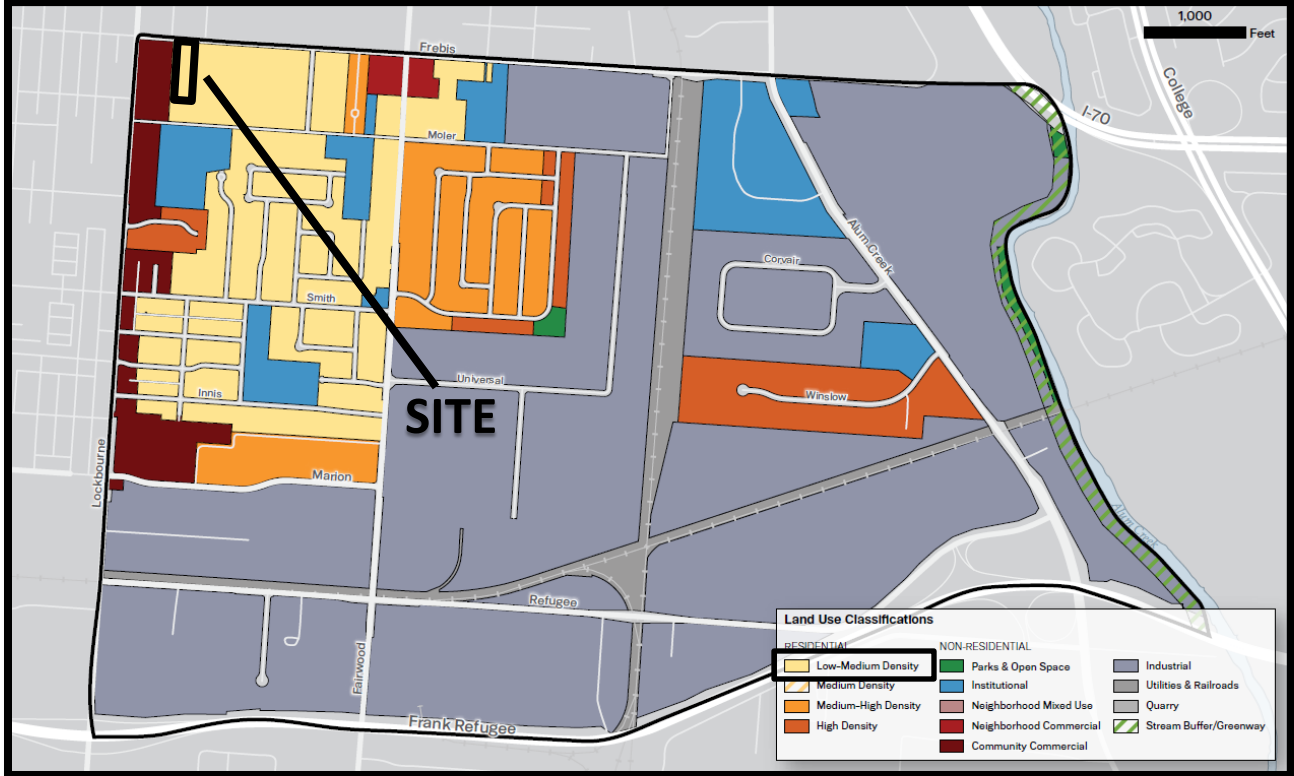 1,000
Feet
Frebis
College
I-70
Moler
Alum Creek
Corvair
Smith
Universal
Winslow
Innis
SITE
Lockbourne
Marion
Alum Creek
Refugee
Fairwood
Frank Refugee
Land Use Classifications
RESIDENTIAL
Low-Medium Density
Medium Density
Medium-High Density
High Density
NON-RESIDENTIAL
Parks & Open Space
Institutional
Neighborhood Mixed Use
Neighborhood Commercial
Community Commercial
Industrial
Utilities & Railroads
Quarry
Stream Buffer/Greenway